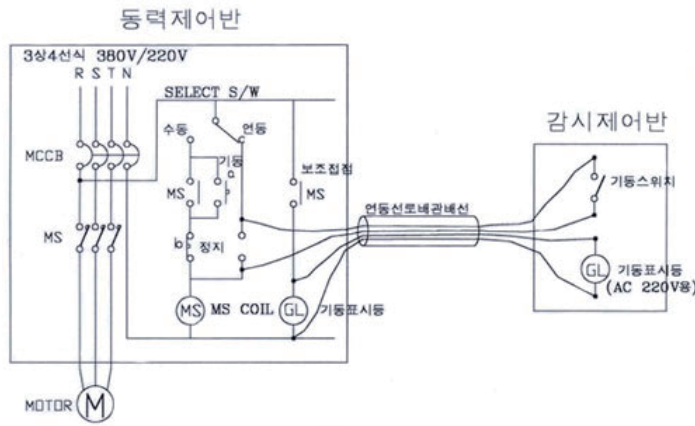 동력제어반
3상4선식 380V/220V
R S T N
SELECT S/W
수동
연동
감시제어반
MCCB
기동
보조접점
기동스위치
MS
MS
MS
연동선로배관배선
정지
GL
기동표시등
(AC 220V용)
MS
MS COIL
GL
기동표시등
MOTOR
M